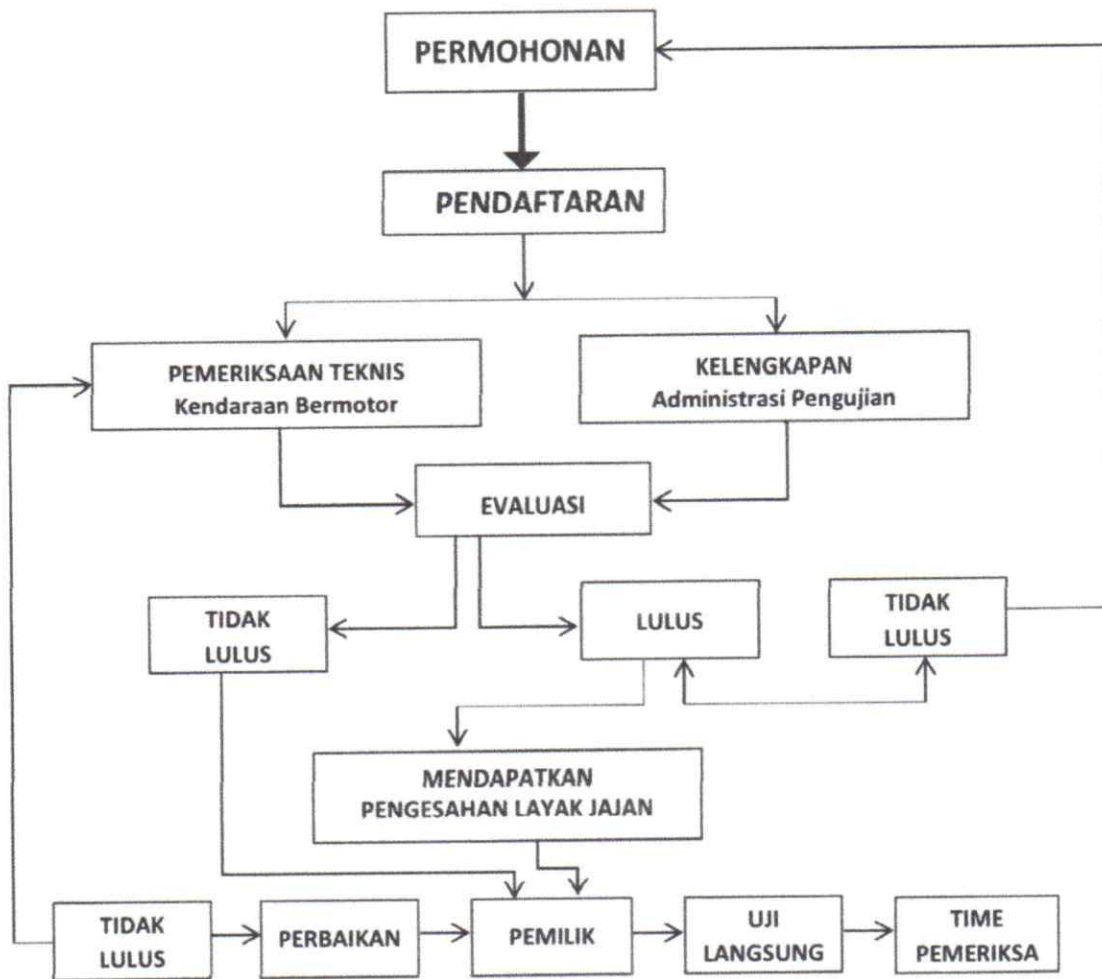 PERMOHONAN
PENDAFTARAN
PEMERIKSAAN TEKNIS
Kendaraan Bermotor
KELENGKAPAN
Administrasi Pengujian
EVALUASI
TIDAK
LULUS
LULUS
TIDAK
LULUS
MENDAPATKAN
PENGESAHAN LAYAK JAJAN
TIDAK
LULUS
PERBAIKAN
PEMILIK
UJI
LANGSUNG
TIME
PEMERIKSA